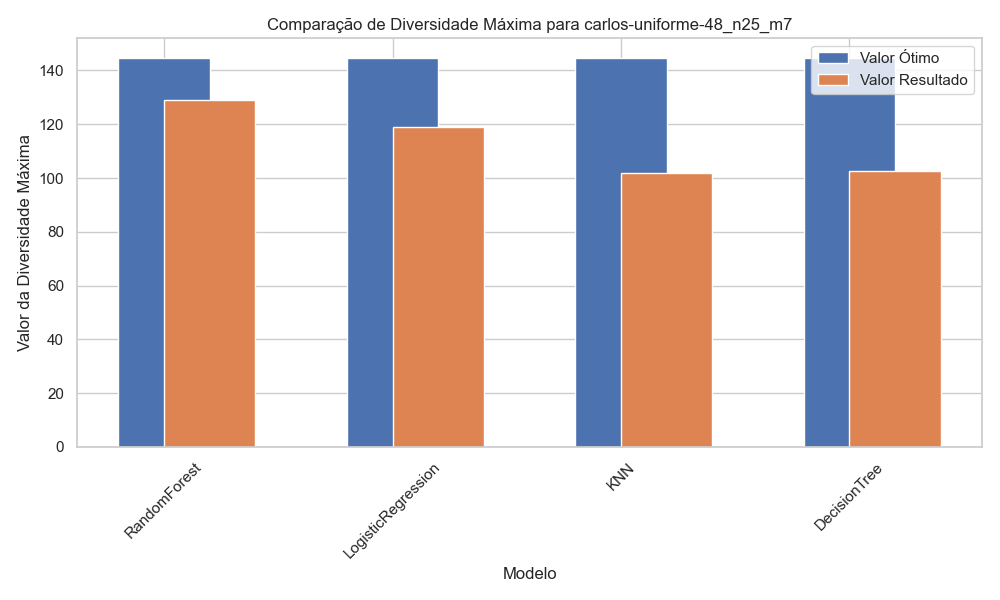 Comparação de Diversidade Máxima para carlos-uniforme-48_n25_m7
Valor Ótimo
Valor Resultado
Valor da Diversidade Máxima
140
120
100
80
60
40
20
0
RandomForest
LogisticRegression
KNN
DecisionTree
Modelo